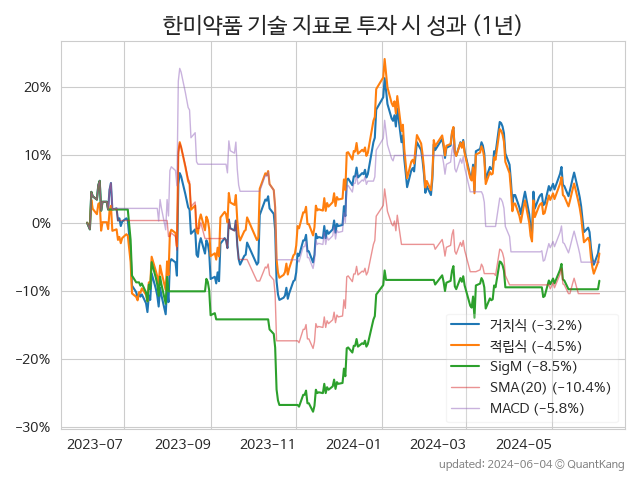 한미약품 기술 지표로 투자 시 성과 (1년)
20%
10%
0%
−10%
−20%
−30%
2023-07
2023-09
2023-11
2024-01
2024-03
2024-05
거치식 (−3.2%)
적립식 (−4.5%)
SigM (−8.5%)
SMA(20) (−10.4%)
MACD (−5.8%)
updated: 2024-06-04 ⓒ QuantKang